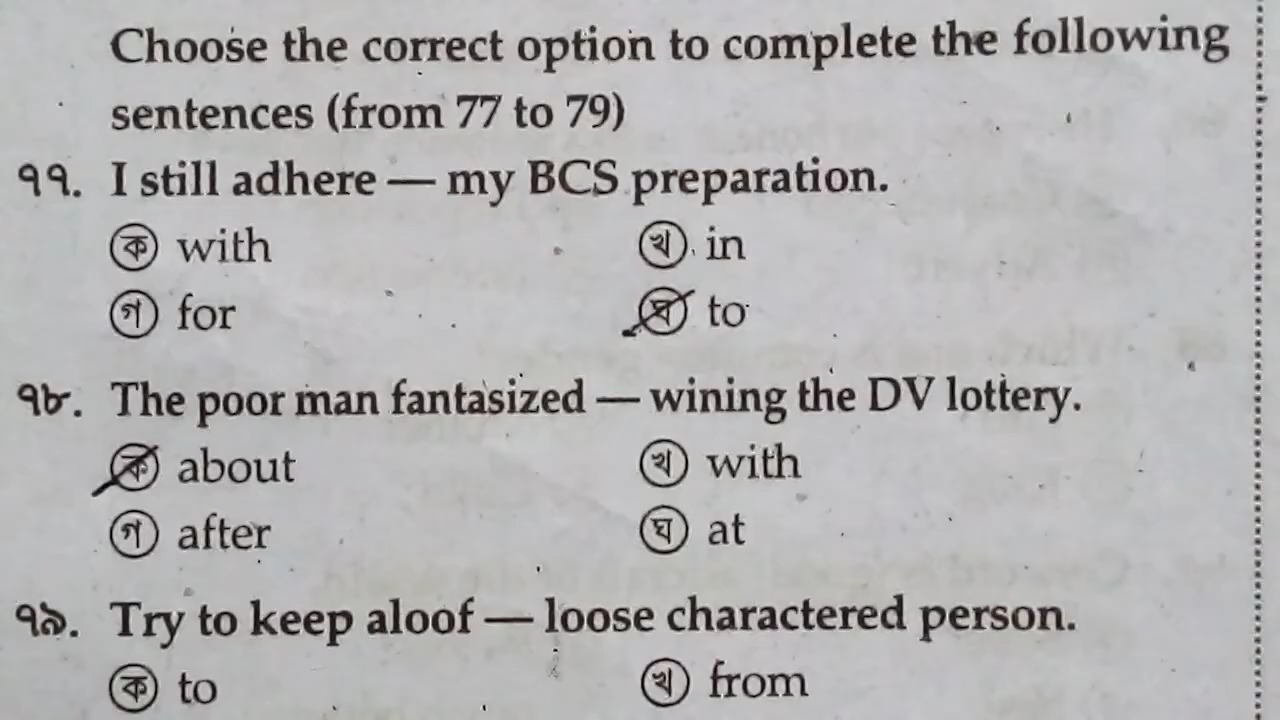 Choose the correct option to complete the following
sentences (from 77 to 79)
৭৭. I still adhere — my BCS preparation.
ক with খ in
গ for ঘ to
৭৮. The poor man fantasized — wining the DV lottery.
ক about খ with
গ after ঘ at
৭৯. Try to keep aloof — loose charactered person.
ক to খ from